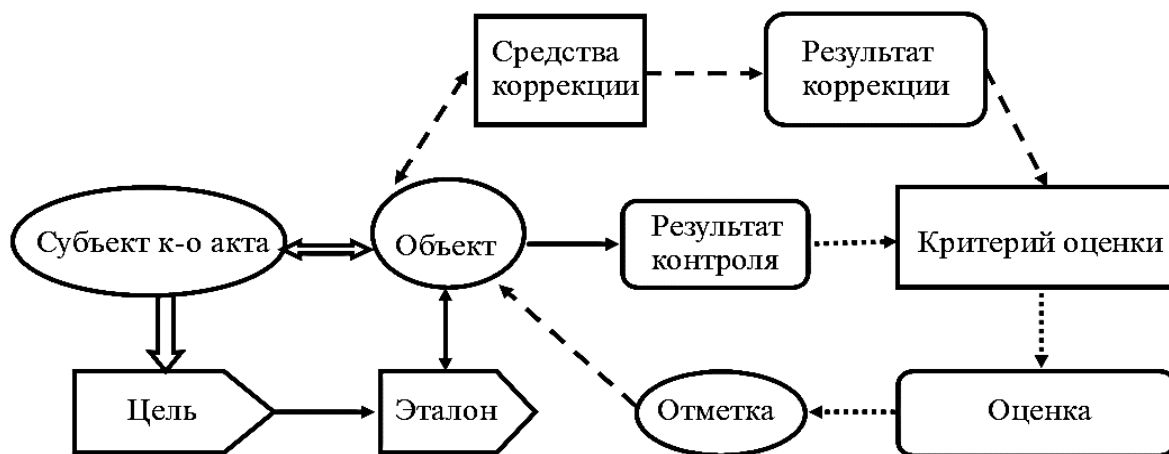 Средства
коррекции
Результат
коррекции
Субъект к-о акта
Объект
Результат
контроля
Критерий оценки
Цель
Эталон
Отметка
Оценка